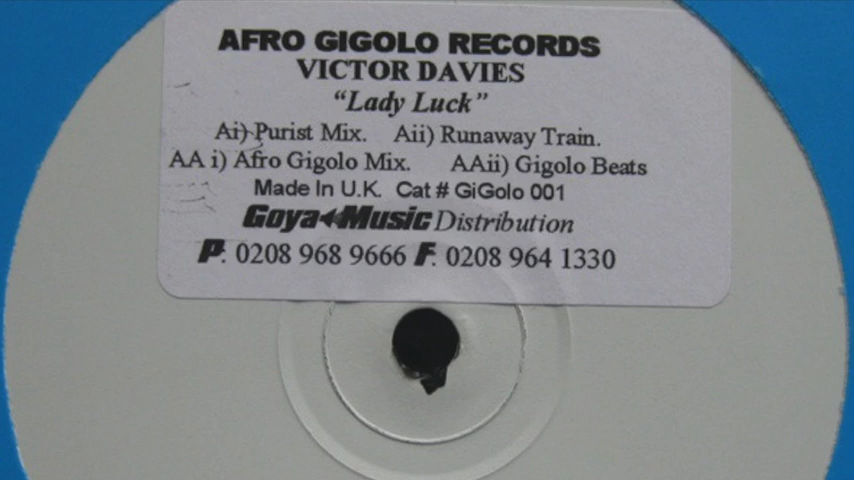 AFRO GIGOLO RECORDS
VICTOR DAVIES
“Lady Luck”
Ai) Purist Mix. Aii) Runaway Train.
AA i) Afro Gigolo Mix. AAii) Gigolo Beats
Made In U.K. Cat # GiGolo 001
Goya Music Distribution
P: 0208 968 9666 F: 0208 964 1330